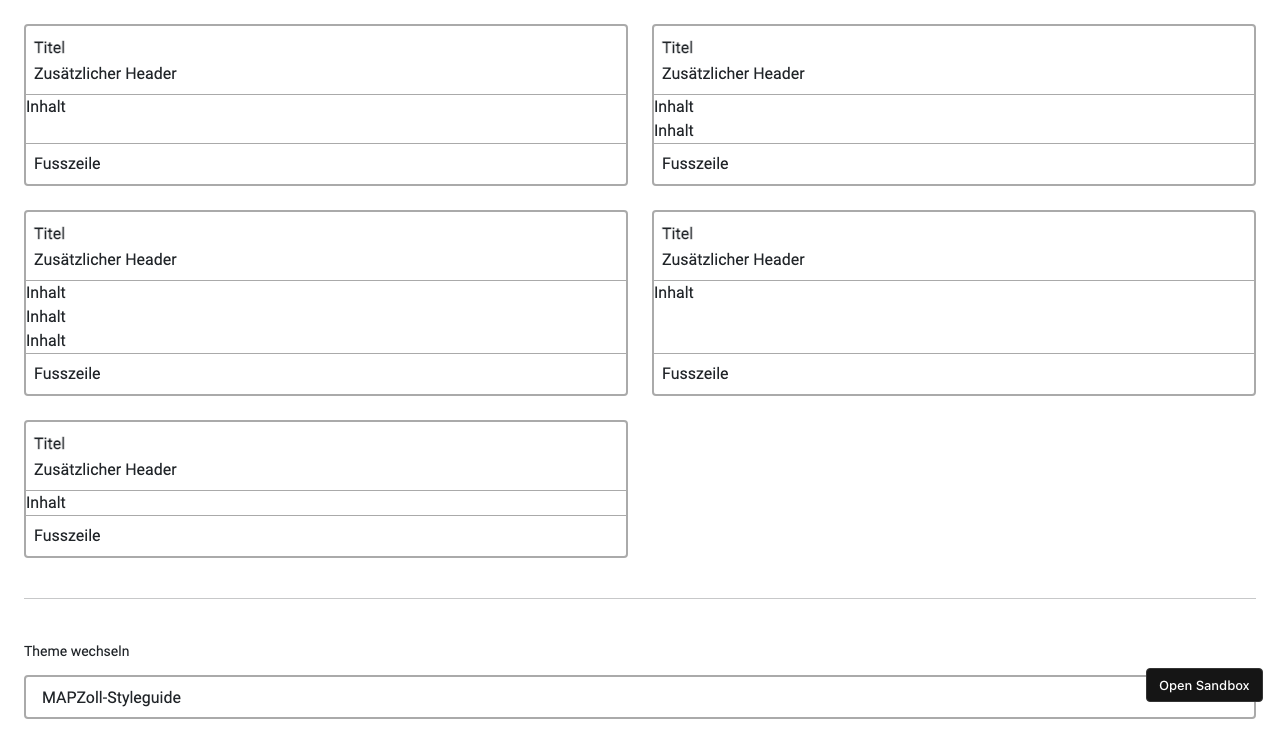 Titel
Zusätzlicher Header
Inhalt
Fusszeile
Titel
Zusätzlicher Header
Inhalt
Inhalt
Fusszeile
Titel
Zusätzlicher Header
Inhalt
Inhalt
Inhalt
Fusszeile
Titel
Zusätzlicher Header
Inhalt
Fusszeile
Titel
Zusätzlicher Header
Inhalt
Fusszeile
Theme wechseln
MAPZoll-Styleguide
Open Sandbox